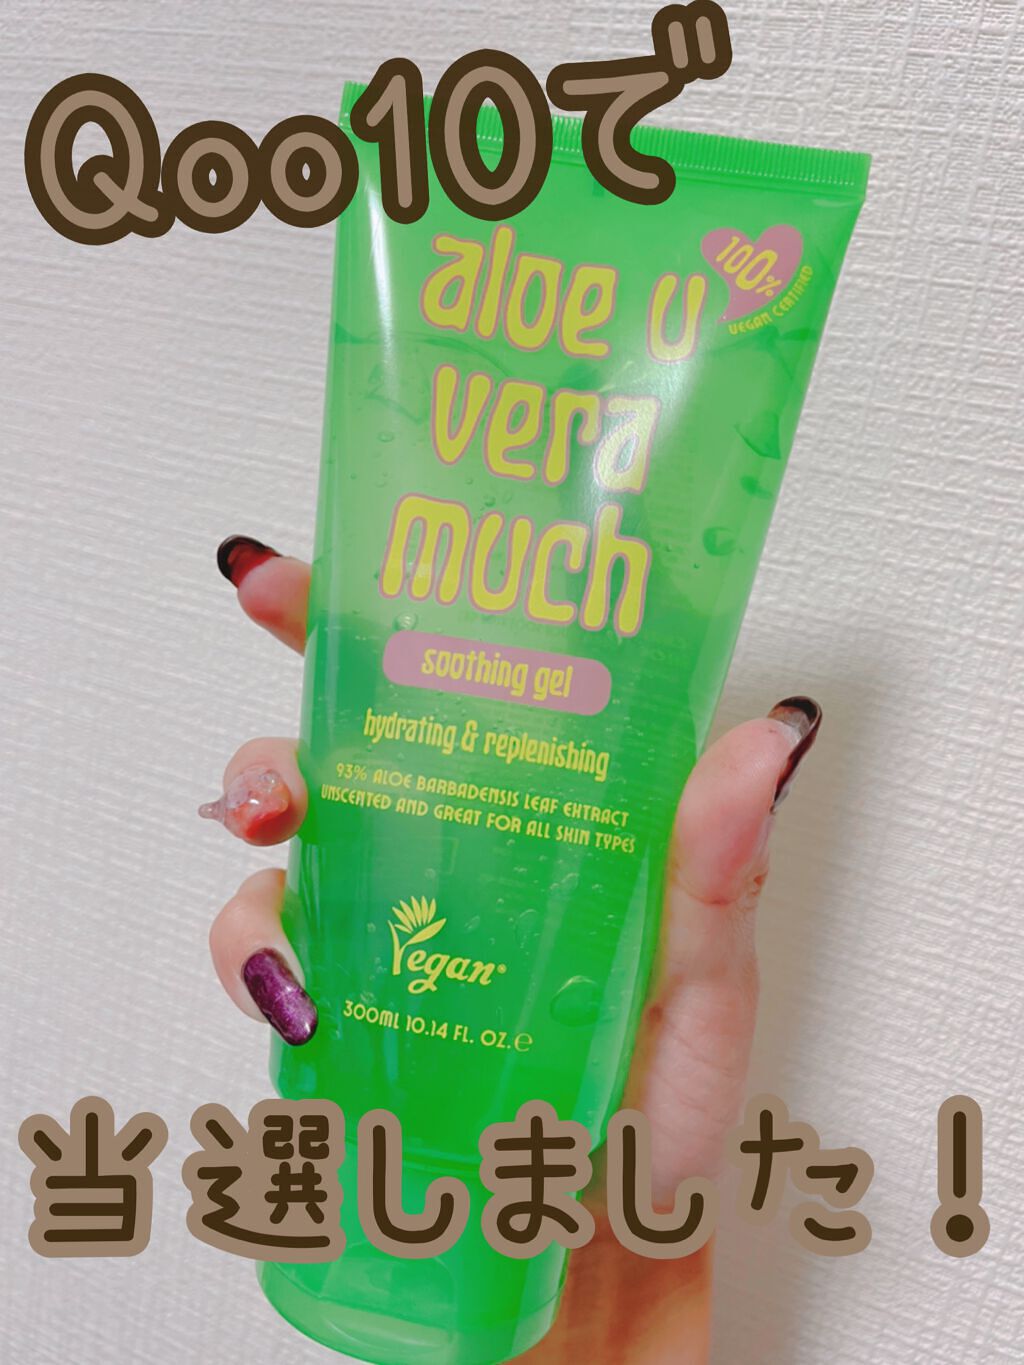 Qoo10で
aloe u
vera
much
100%
VEGAN CERTIFIED
soothing gel
hydrating & replenishing
93% ALOE BARBADENSIS LEAF EXTRACT
UNSCENTED AND GREAT FOR ALL SKIN TYPES
Vegan®
300ML 10.14 FL. OZ. ℮
当選しました！